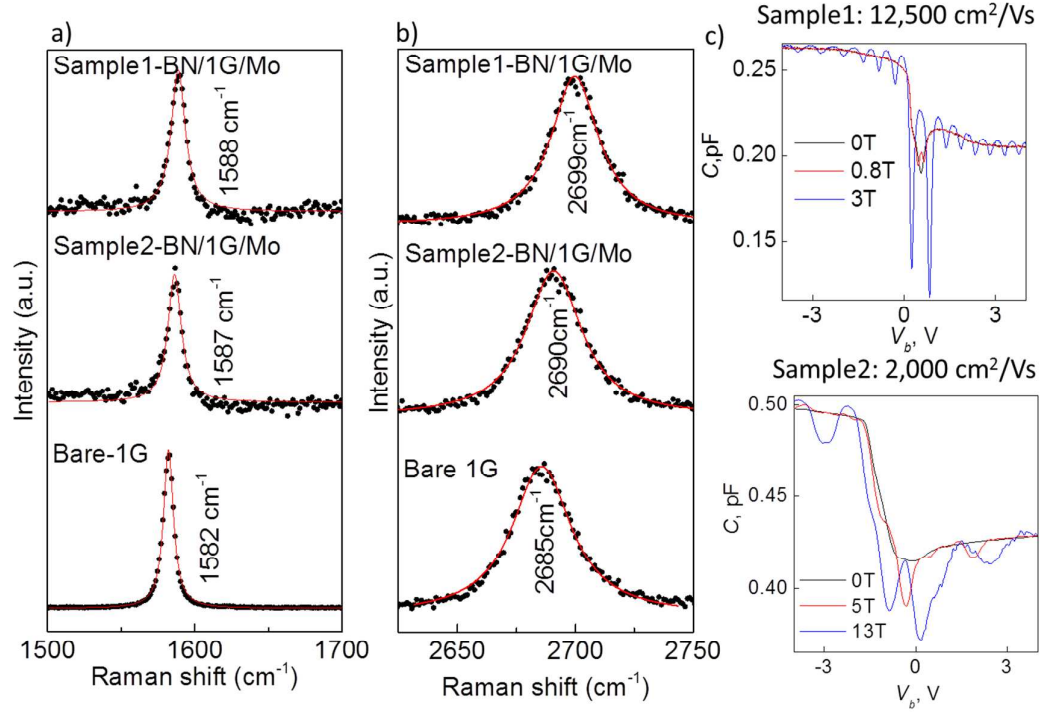 a)
Sample1-BN/1G/Mo
1588 cm⁻¹
Sample2-BN/1G/Mo
1587 cm⁻¹
Bare-1G
1582 cm⁻¹
Intensity (a.u.)
1500 1600 1700
Raman shift (cm⁻¹)
b)
Sample1-BN/1G/Mo
2699cm⁻¹
Sample2-BN/1G/Mo
2690cm⁻¹
Bare 1G
2685cm⁻¹
Intensity (a.u.)
2650 2700 2750
Raman shift (cm⁻¹)
Sample1: 12,500 cm²/Vs
c)
0.25
0.20
0.15
C,pF
0T
0.8T
3T
-3 0 3
V_b, V
Sample2: 2,000 cm²/Vs
0.50
0.45
0.40
C, pF
0T
5T
13T
-3 0 3
V_b, V